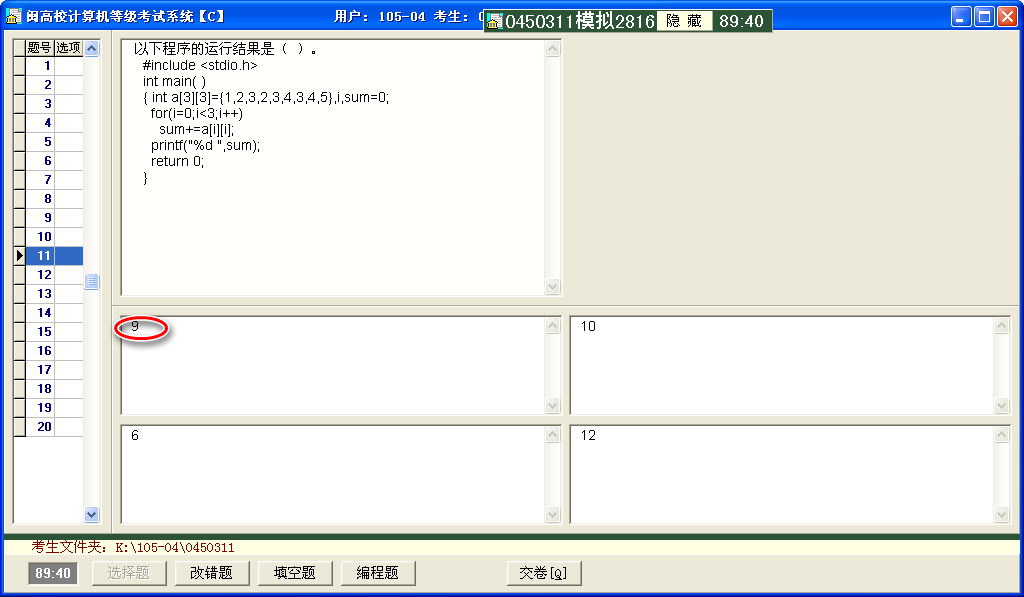 闽高校计算机等级考试系统【C】 用户: 105-04 考生:
0450311模拟2816 隐 藏 89:40
题号 选项
1
2
3
4
5
6
7
8
9
10
11
12
13
14
15
16
17
18
19
20
以下程序的运行结果是（ ）。
#include <stdio.h>
int main( )
{ int a[3][3]={1,2,3,2,3,4,3,4,5},i,sum=0;
for(i=0;i<3;i++)
sum+=a[i][i];
printf("%d ",sum);
return 0;
}
9
10
6
12
考生文件夹: K:\105-04\0450311
89:40 选择题 改错题 填空题 编程题 交卷[Q]